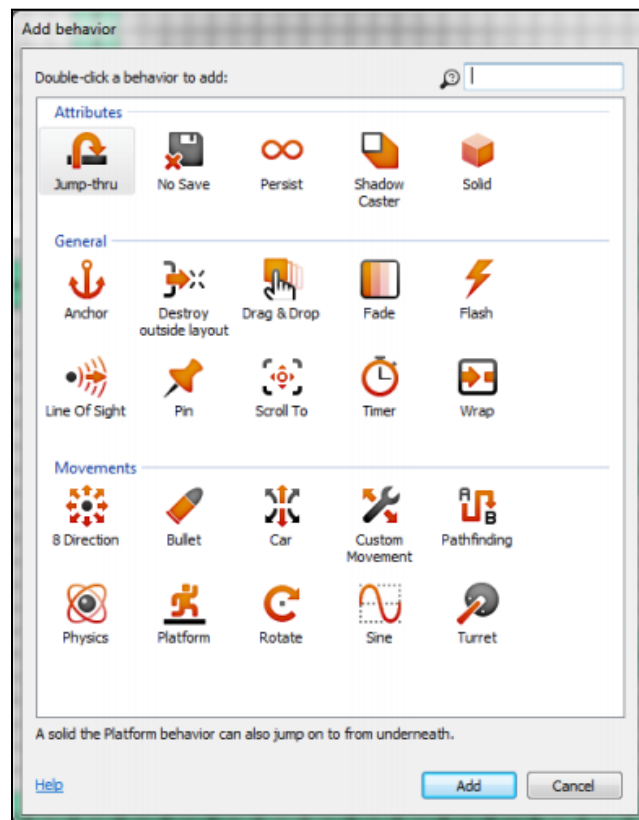 Add behavior
Double-click a behavior to add:
Attributes
Jump-thru No Save Persist Shadow Caster Solid
General
Anchor Destroy outside layout Drag & Drop Fade Flash
Line Of Sight Pin Scroll To Timer Wrap
Movements
8 Direction Bullet Car Custom Movement Pathfinding
A
B
Physics Platform Rotate Sine Turret
A solid the Platform behavior can also jump on to from underneath.
Help Add Cancel